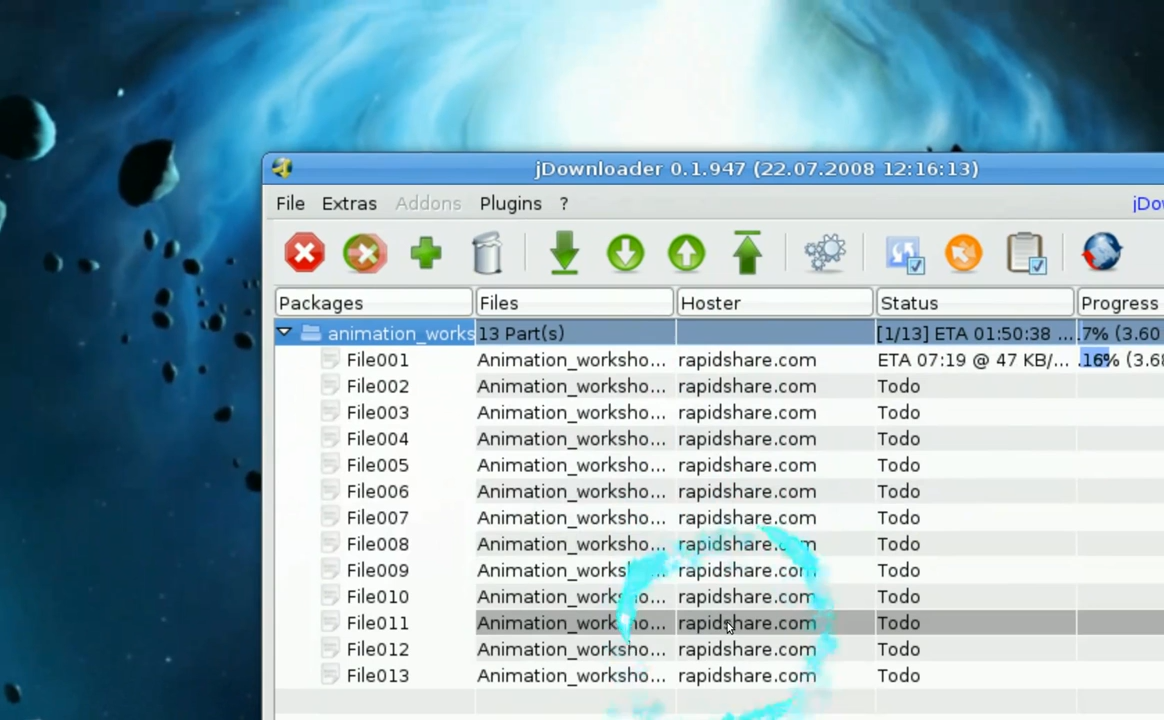 jDownloader 0.1.947 (22.07.2008 12:16:13)
File Extras Addons Plugins ? jDo
Packages Files Hoster Status Progress
animation_works 13 Part(s) [1/13] ETA 01:50:38 ... .7% (3.60
File001 Animation_worksho... rapidshare.com ETA 07:19 @ 47 KB/... .16% (3.6
File002 Animation_worksho... rapidshare.com Todo
File003 Animation_worksho... rapidshare.com Todo
File004 Animation_worksho... rapidshare.com Todo
File005 Animation_worksho... rapidshare.com Todo
File006 Animation_worksho... rapidshare.com Todo
File007 Animation_worksho... rapidshare.com Todo
File008 Animation_worksho... rapidshare.com Todo
File009 Animation_worksho... rapidshare.com Todo
File010 Animation_worksho... rapidshare.com Todo
File011 Animation_worksho... rapidshare.com Todo
File012 Animation_worksho... rapidshare.com Todo
File013 Animation_worksho... rapidshare.com Todo